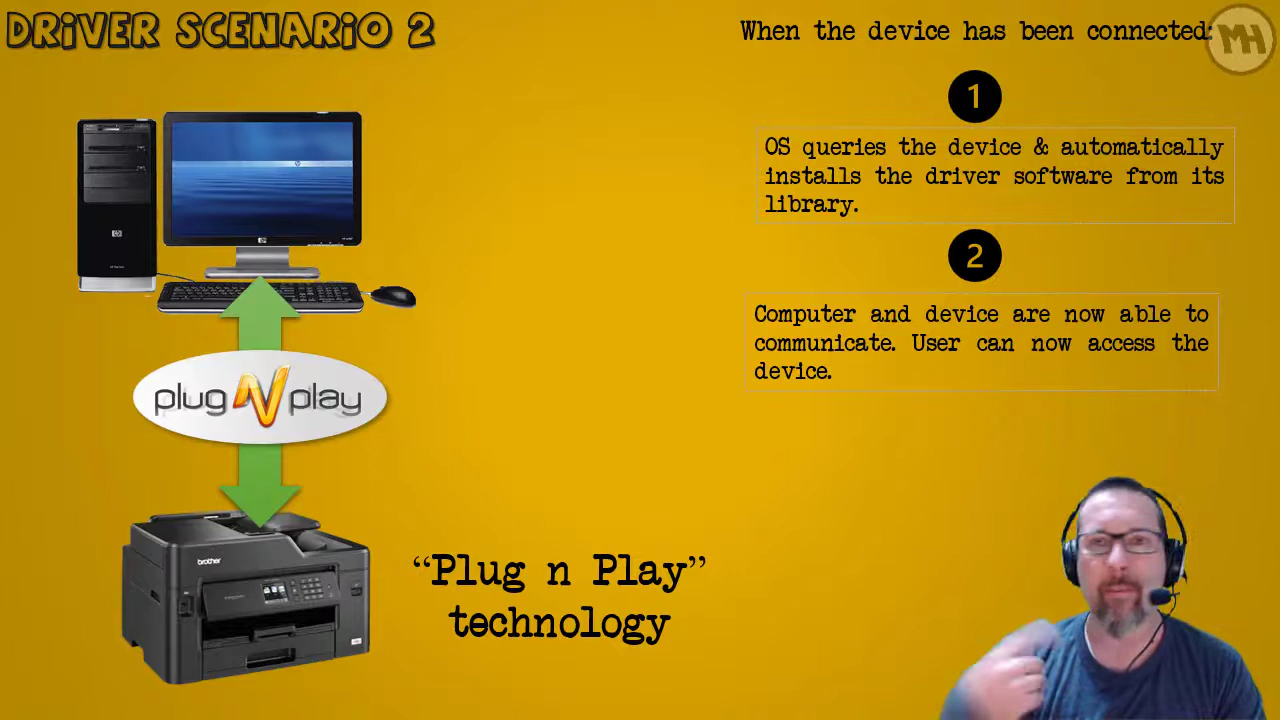 DRIVER SCENARIO 2
When the device has been connected:
MH
1
OS queries the device & automatically
installs the driver software from its
library.
2
Computer and device are now able to
communicate. User can now access the
device.
plug N play
brother
“Plug n Play”
technology